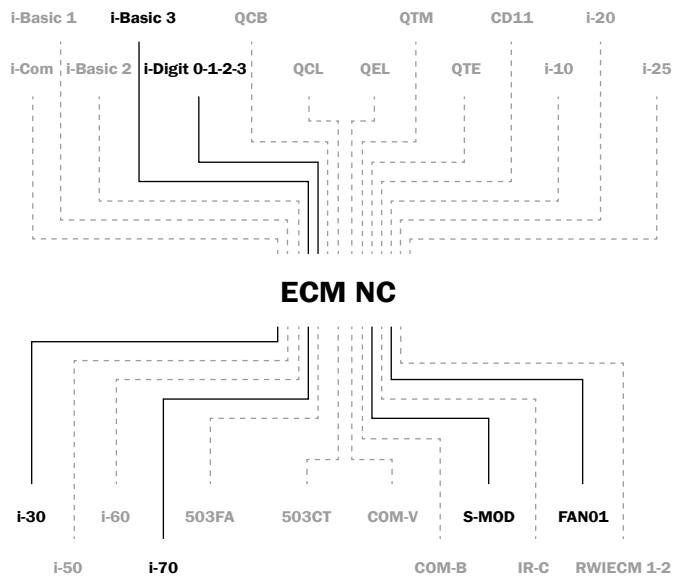 i-Basic 1 i-Basic 3 QCB QTM CD11 i-20
i-Com i-Basic 2 i-Digit 0-1-2-3 QCL QEL QTE i-10 i-25
ECM NC
i-30 i-60 503FA 503CT COM-V S-MOD FAN01
i-50 i-70 COM-B IR-C RWIECM 1-2